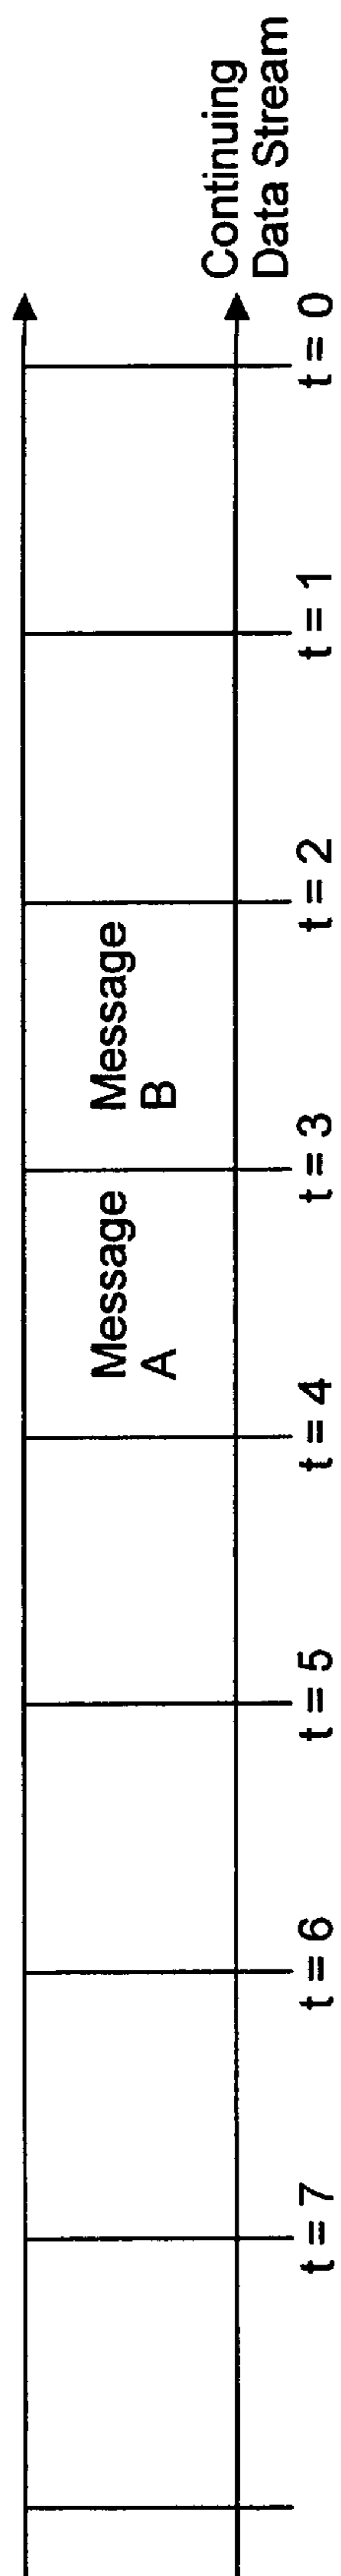 Message
A
Message
B
Continuing
Data Stream
t = 7
t = 6
t = 5
t = 4
t = 3
t = 2
t = 1
t = 0